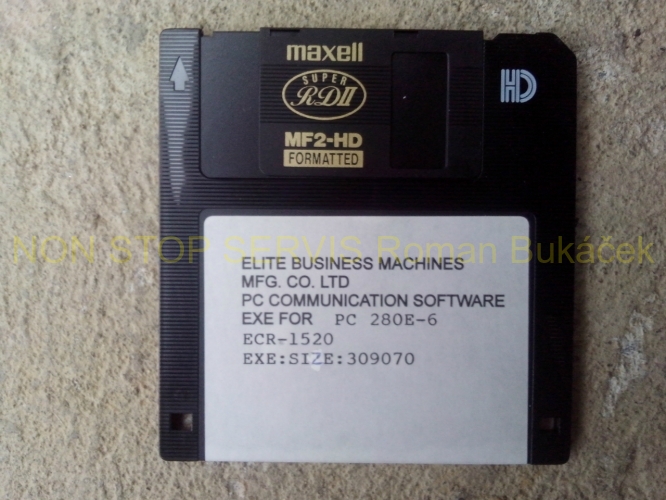 maxell
SUPER
RDII
MF2-HD
FORMATTED
HD
NON STOP SERVIS Roman Bukáček
ELITE BUSINESS MACHINES
MFG. CO. LTD
PC COMMUNICATION SOFTWARE
EXE FOR PC 280E-6
ECR-1520
EXE:SIZE:309070